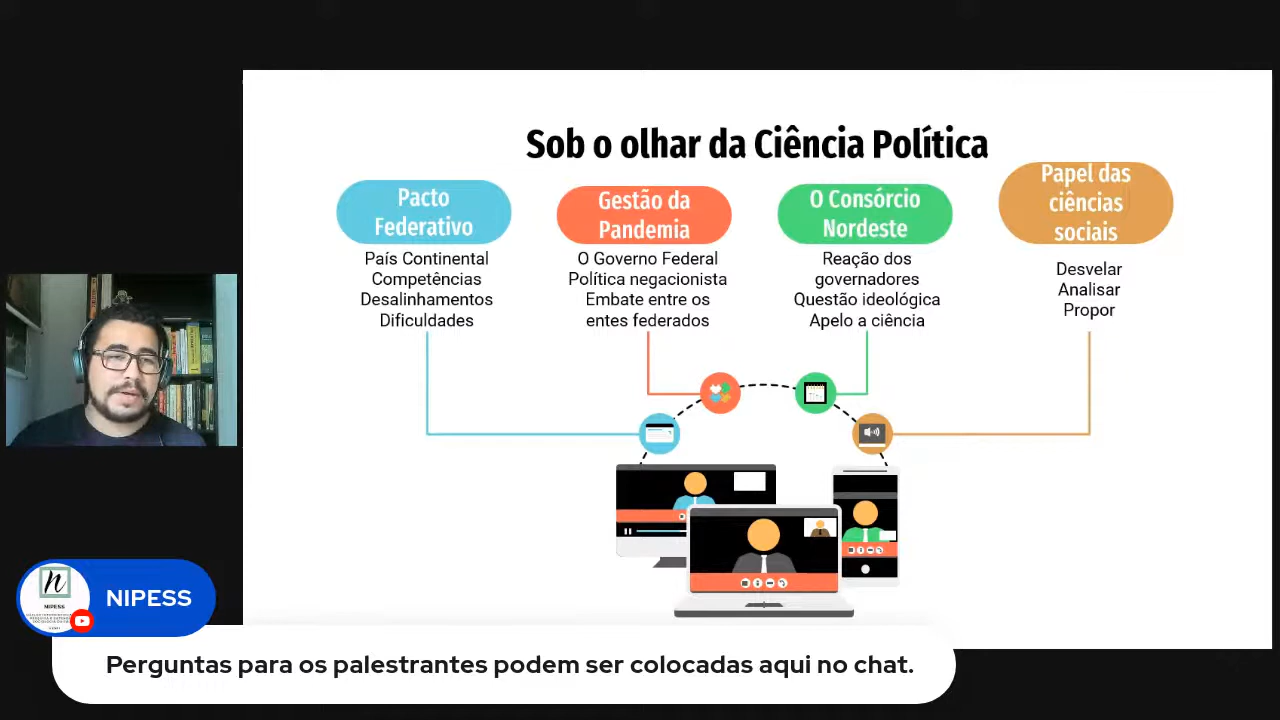 Sob o olhar da Ciência Política
Pacto
Federativo
País Continental
Competências
Desalinhamentos
Dificuldades
Gestão da
Pandemia
O Governo Federal
Política negacionista
Embate entre os
entes federados
O Consórcio
Nordeste
Reação dos
governadores
Questão ideológica
Apelo a ciência
Papel das
ciências
sociais
Desvelar
Analisar
Propor
n
NIPESS
NIPESS
Perguntas para os palestrantes podem ser colocadas aqui no chat.